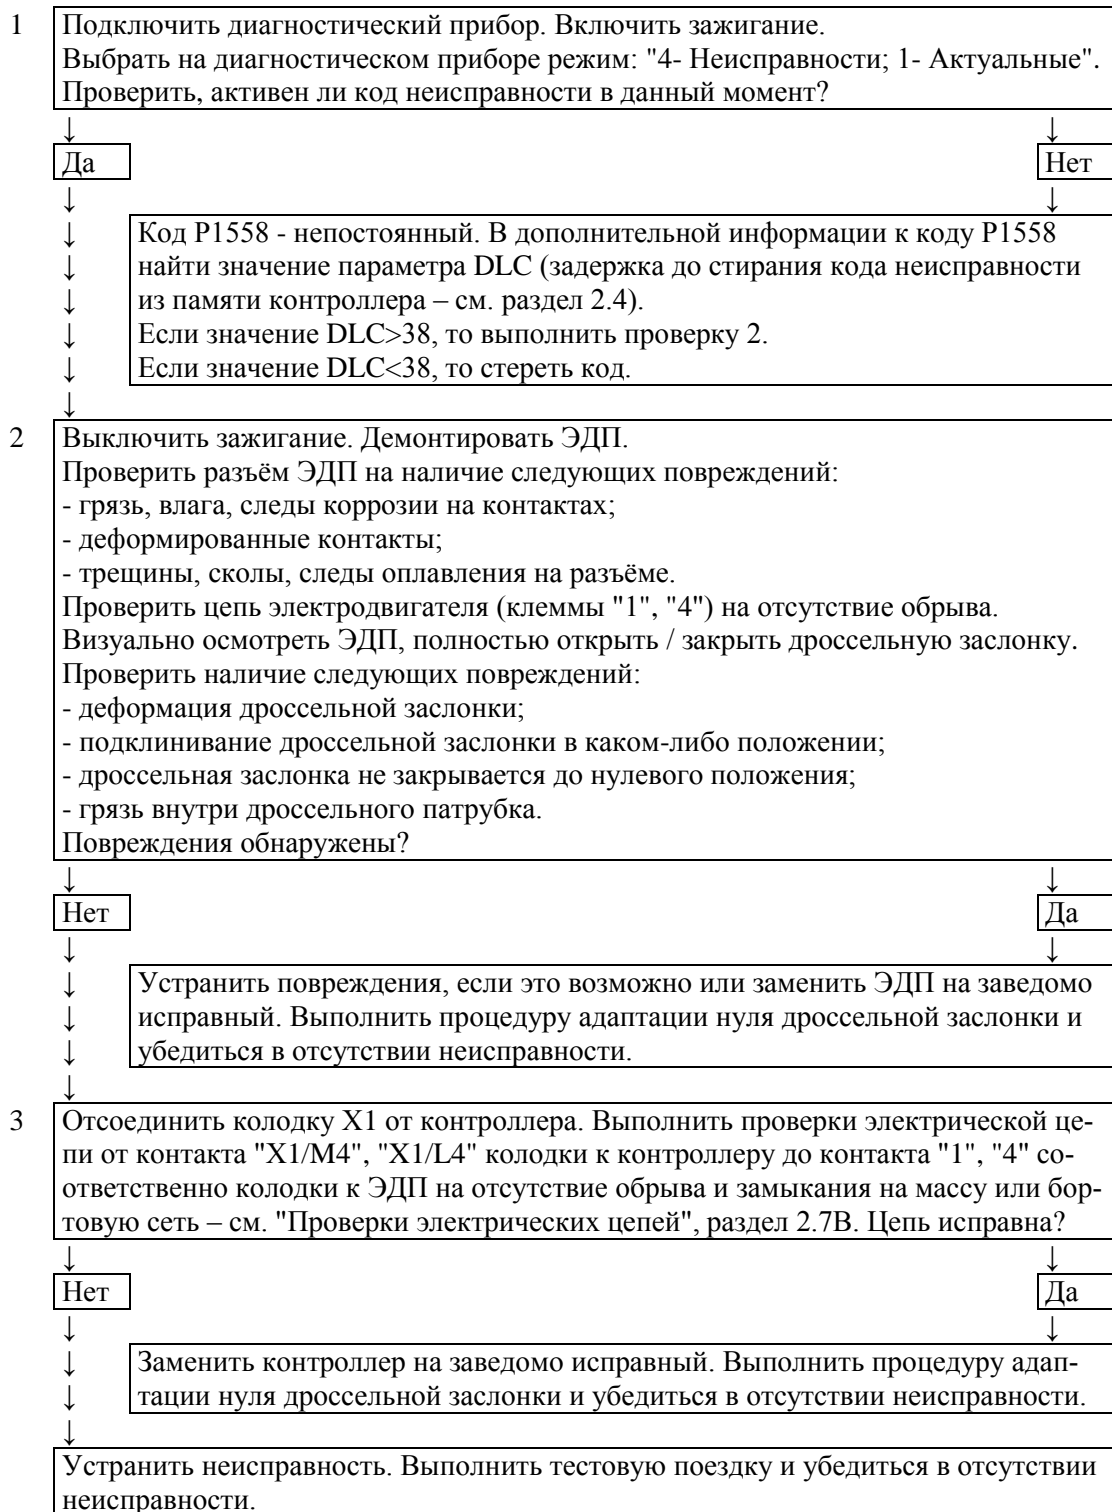 1 Подключить диагностический прибор. Включить зажигание.
Выбрать на диагностическом приборе режим: "4- Неисправности; 1- Актуальные".
Проверить, активен ли код неисправности в данный момент?
↓ ↓
Да Нет
↓ ↓
↓ Код P1558 - непостоянный. В дополнительной информации к коду P1558
↓ найти значение параметра DLC (задержка до стирания кода неисправности
↓ из памяти контроллера – см. раздел 2.4).
↓ Если значение DLC>38, то выполнить проверку 2.
↓ Если значение DLC<38, то стереть код.
↓
2 Выключить зажигание. Демонтировать ЭДП.
Проверить разъём ЭДП на наличие следующих повреждений:
- грязь, влага, следы коррозии на контактах;
- деформированные контакты;
- трещины, сколы, следы оплавления на разъёме.
Проверить цепь электродвигателя (клеммы "1", "4") на отсутствие обрыва.
Визуально осмотреть ЭДП, полностью открыть / закрыть дроссельную заслонку.
Проверить наличие следующих повреждений:
- деформация дроссельной заслонки;
- подклинивание дроссельной заслонки в каком-либо положении;
- дроссельная заслонка не закрывается до нулевого положения;
- грязь внутри дроссельного патрубка.
Повреждения обнаружены?
↓ ↓
Нет Да
↓ ↓
↓ Устранить повреждения, если это возможно или заменить ЭДП на заведомо
↓ исправный. Выполнить процедуру адаптации нуля дроссельной заслонки и
↓ убедиться в отсутствии неисправности.
↓
3 Отсоединить колодку X1 от контроллера. Выполнить проверки электрической це-
пи от контакта "X1/M4", "X1/L4" колодки к контроллеру до контакта "1", "4" со-
ответственно колодки к ЭДП на отсутствие обрыва и замыкания на массу или бор-
товую сеть – см. "Проверки электрических цепей", раздел 2.7В. Цепь исправна?
↓ ↓
Нет Да
↓ ↓
↓ Заменить контроллер на заведомо исправный. Выполнить процедуру адап-
↓ тации нуля дроссельной заслонки и убедиться в отсутствии неисправности.
↓
Устранить неисправность. Выполнить тестовую поездку и убедиться в отсутствии
неисправности.